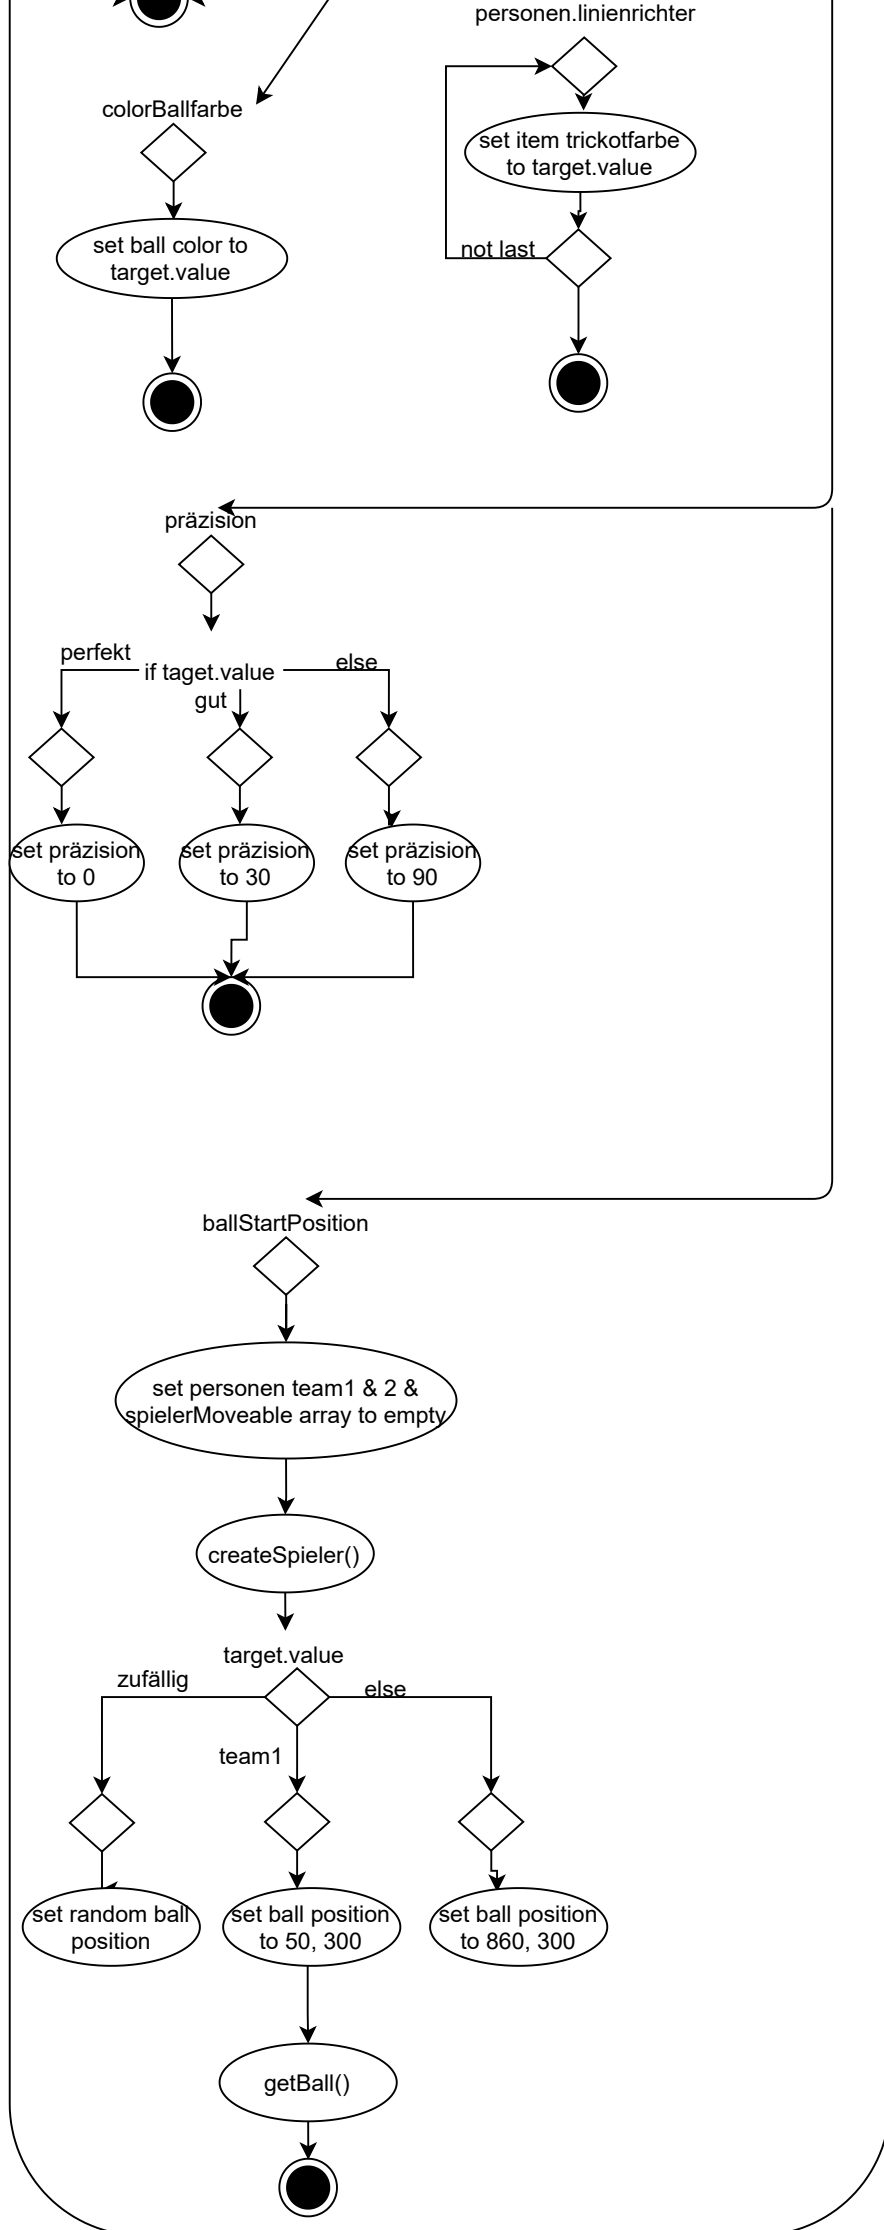 personen.linienrichter
colorBallfarbe
set item trickotfarbe
to target.value
set ball color to
target.value
not last
präzision
perfekt
if taget.value
else
gut
set präzision
to 0
set präzision
to 30
set präzision
to 90
ballStartPosition
set personen team1 & 2 &
spielerMoveable array to empty
createSpieler()
target.value
zufällig
else
team1
set random ball
position
set ball position
to 50, 300
set ball position
to 860, 300
getBall()